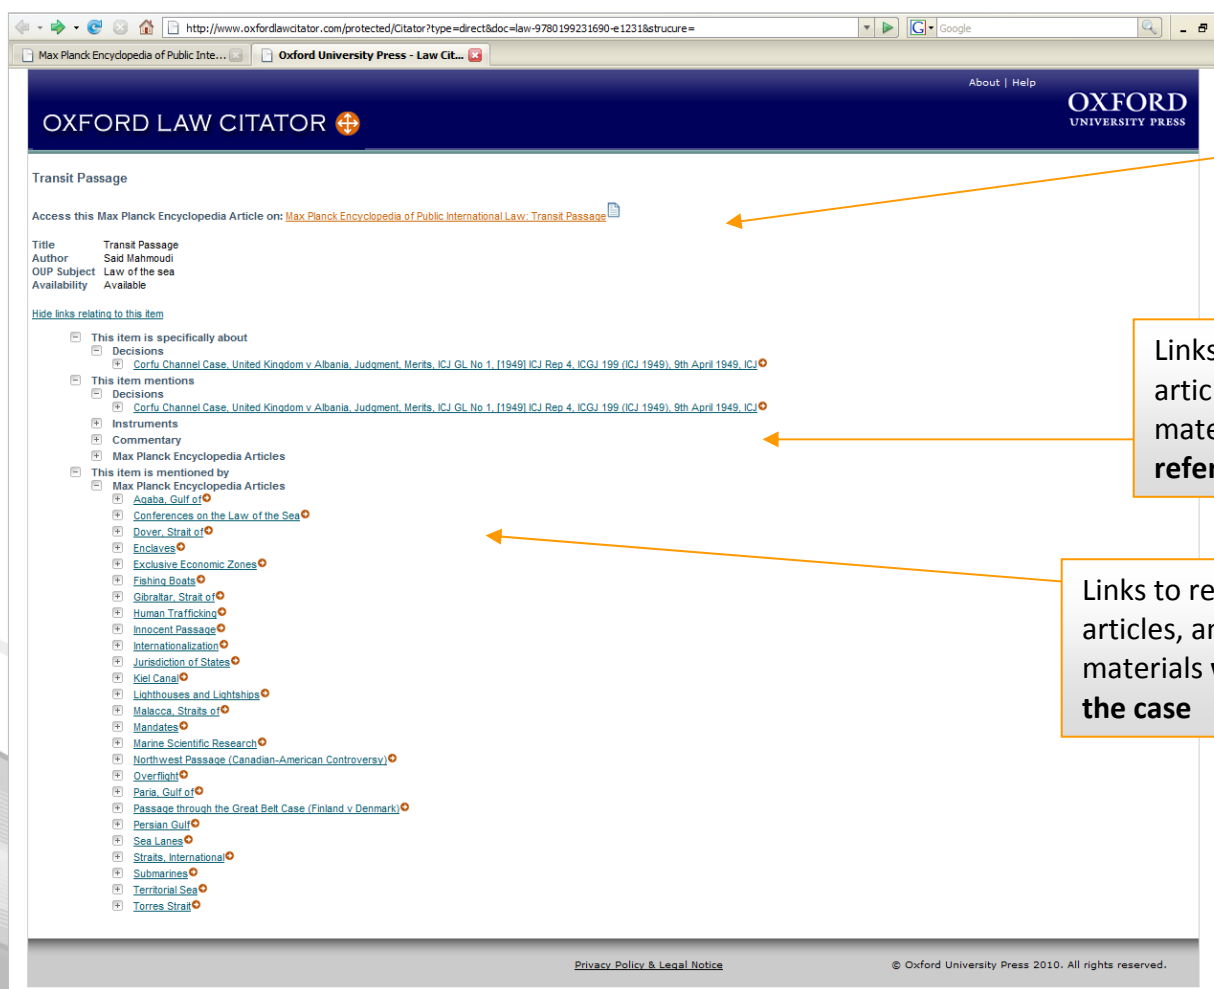 http://www.oxfordlawcitator.com/protected/Citator?type=direct&doc=law-9780199231690-e1231&strucure=
Google
Max Planck Encyclopedia of Public Inte...
Oxford University Press - Law Cit...
About | Help
OXFORD LAW CITATOR
OXFORD
UNIVERSITY PRESS
Transit Passage
Access this Max Planck Encyclopedia Article on: Max Planck Encyclopedia of Public International Law: Transit Passage
Title Transit Passage
Author Said Mahmoudi
OUP Subject Law of the sea
Availability Available
Hide links relating to this item
This item is specifically about
Decisions
Corfu Channel Case, United Kingdom v Albania, Judgment, Merits, ICJ GL No 1, [1949] ICJ Rep 4, ICGJ 199 (ICJ 1949), 9th April 1949, ICJ
This item mentions
Decisions
Corfu Channel Case, United Kingdom v Albania, Judgment, Merits, ICJ GL No 1, [1949] ICJ Rep 4, ICGJ 199 (ICJ 1949), 9th April 1949, ICJ
Instruments
Commentary
Max Planck Encyclopedia Articles
This item is mentioned by
Max Planck Encyclopedia Articles
Aqaba, Gulf of
Conferences on the Law of the Sea
Dover, Strait of
Enclaves
Exclusive Economic Zones
Fishing Boats
Gibraltar, Strait of
Human Trafficking
Innocent Passage
Internationalization
Jurisdiction of States
Kiel Canal
Lighthouses and Lightships
Malacca, Straits of
Mandates
Marine Scientific Research
Northwest Passage (Canadian-American Controversy)
Overflight
Paria, Gulf of
Passage through the Great Belt Case (Finland v Denmark)
Persian Gulf
Sea Lanes
Straits, International
Submarines
Territorial Sea
Torres Strait
Links
artic
mate
refer
Links to re
articles, an
materials w
the case
Privacy Policy & Legal Notice
© Oxford University Press 2010. All rights reserved.